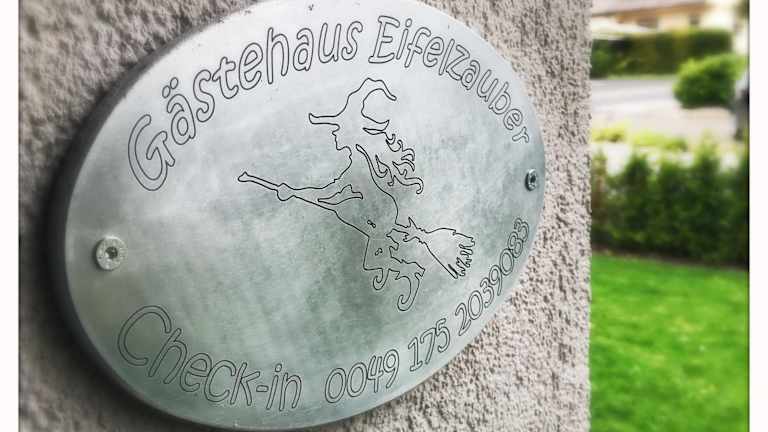 Gästehaus Eifelzauber
Check-in 0049 175 2039083